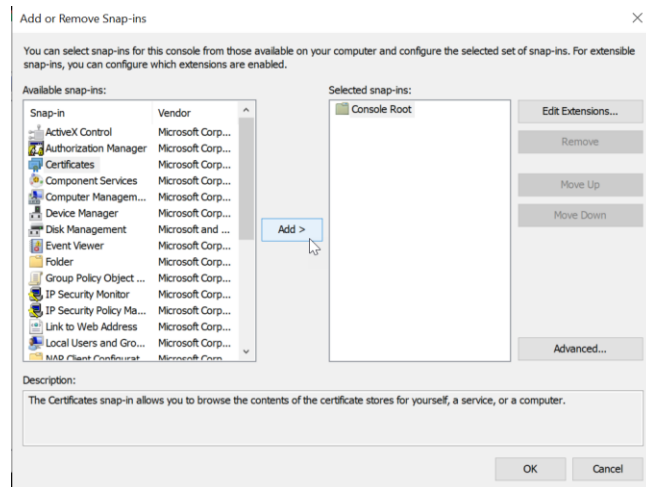 Add or Remove Snap-ins
You can select snap-ins for this console from those available on your computer and configure the selected set of snap-ins. For extensible
snap-ins, you can configure which extensions are enabled.
Available snap-ins:
Selected snap-ins:
Snap-in Vendor
ActiveX Control Microsoft Corp...
Authorization Manager Microsoft Corp...
Certificates Microsoft Corp...
Component Services Microsoft Corp...
Computer Managem... Microsoft Corp...
Device Manager Microsoft Corp...
Disk Management Microsoft and ...
Event Viewer Microsoft Corp...
Folder Microsoft Corp...
Group Policy Object ... Microsoft Corp...
IP Security Monitor Microsoft Corp...
IP Security Policy Ma... Microsoft Corp...
Link to Web Address Microsoft Corp...
Local Users and Gro... Microsoft Corp...
NAP Client Configurat... Microsoft Corp...
Add >
Console Root
Edit Extensions...
Remove
Move Up
Move Down
Advanced...
Description:
The Certificates snap-in allows you to browse the contents of the certificate stores for yourself, a service, or a computer.
OK Cancel